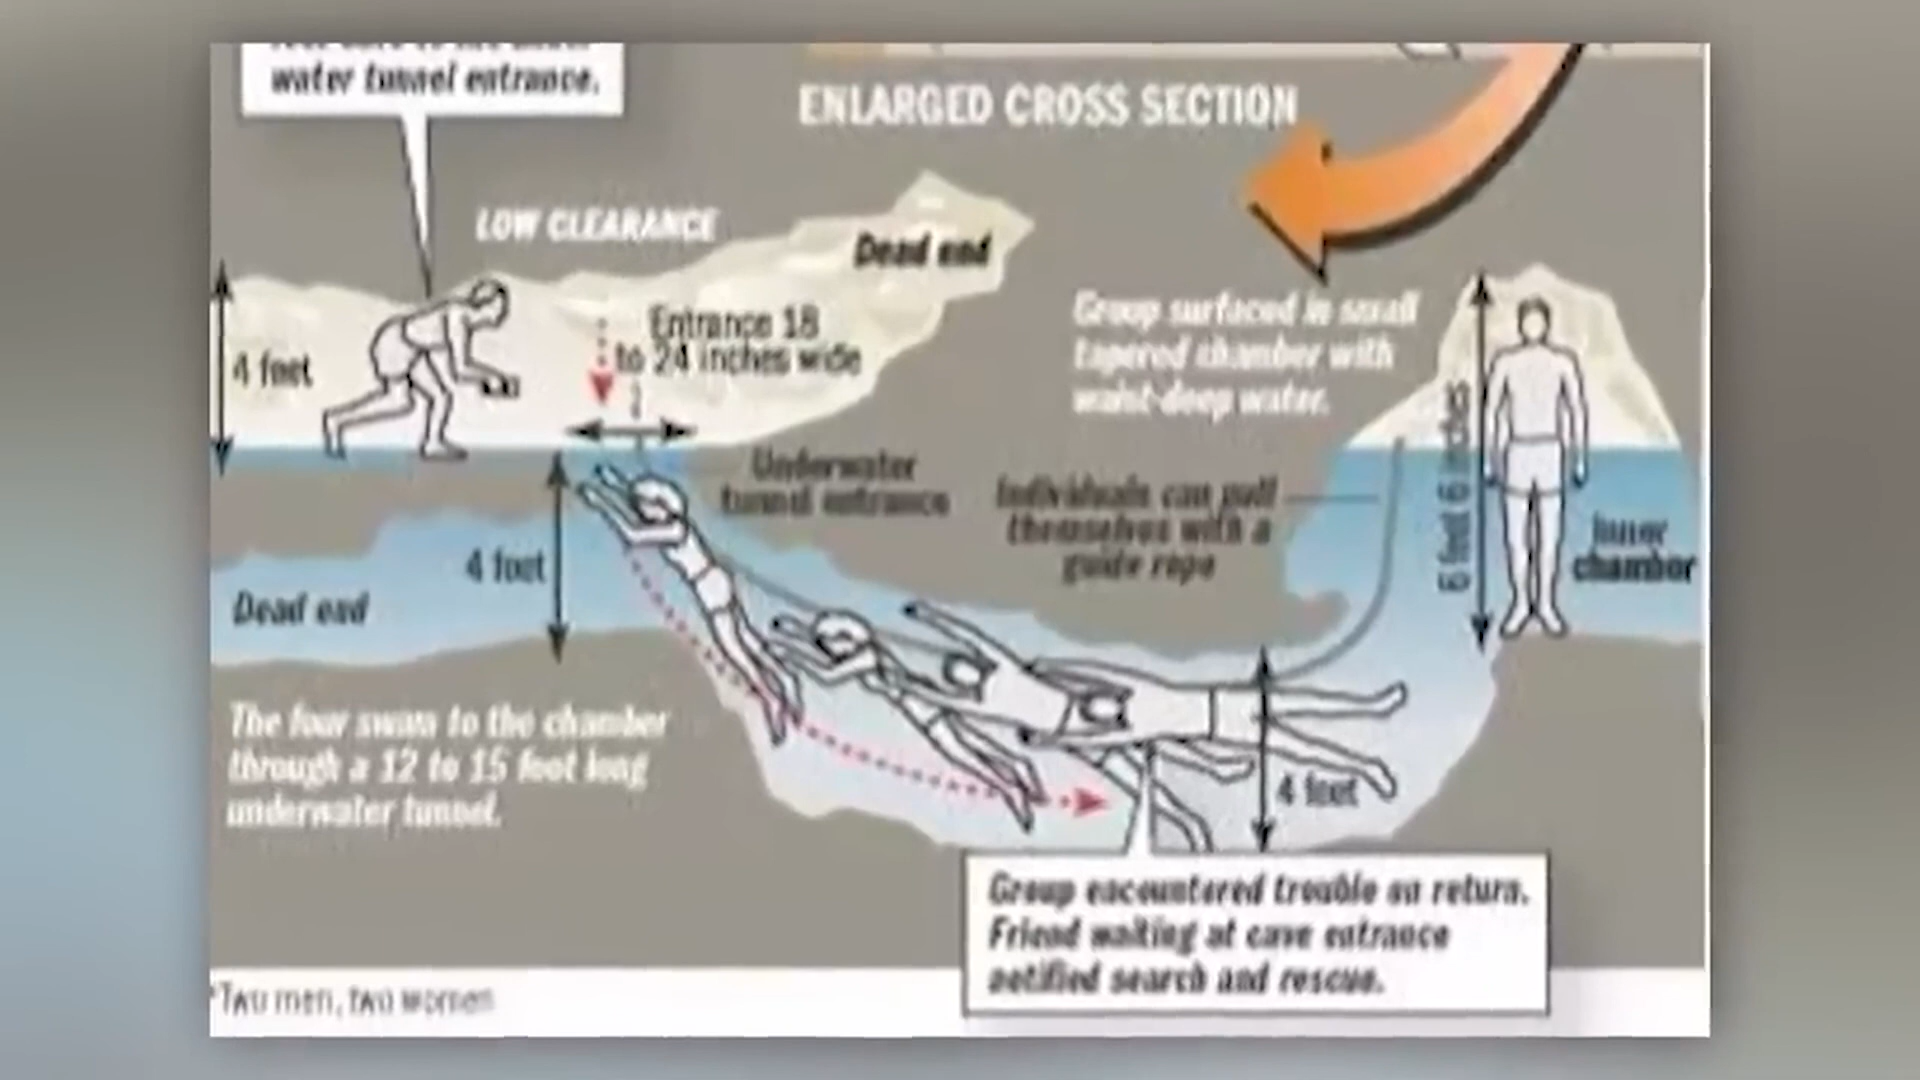 water tunnel entrance.
ENLARGED CROSS SECTION
LOW CLEARANCE
Dead end
Entrance 18
to 24 inches wide
4 feet
Group surfaced in small
tapered chamber with
waist-deep water.
Underwater
tunnel entrance
Individuals can pull
themselves with a
guide rope
6 feet 6 inches
Inner
chamber
4 feet
Dead end
The four swam to the chamber
through a 12 to 15 foot long
underwater tunnel.
4 feet
Group encountered trouble on return.
Friend waiting at cave entrance
notified search and rescue.
*Two men, two women